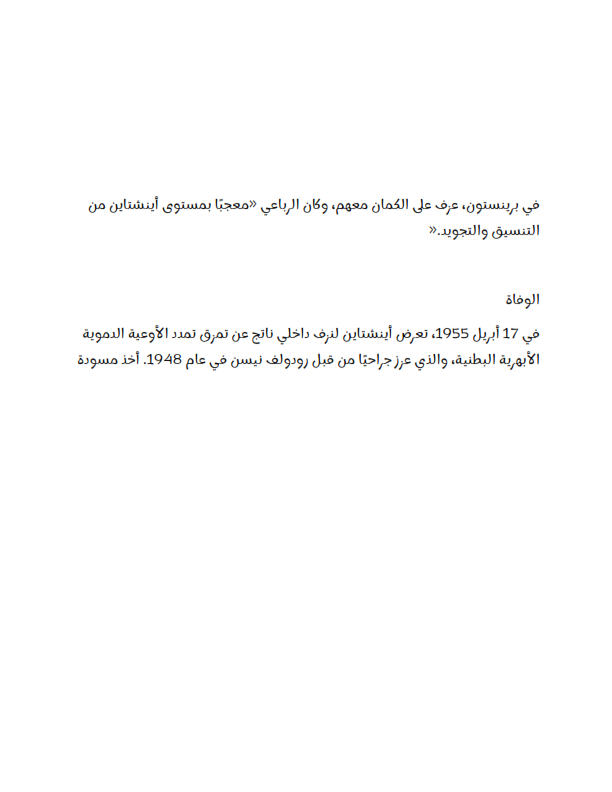 في برينستون، عزف على الكمان معهم، وكان الرباعي «معجبًا بمستوى أينشتاين من
التنسيق والتجويد.«
الوفاة
في 17 أبريل 1955، تعرض أينشتاين لنزف داخلي ناتج عن تمزق تمدد الأوعية الدموية
الأبهرية البطنية، والذي عزز جراحيًا من قبل رودولف نيسن في عام 1948. أخذ مسودة